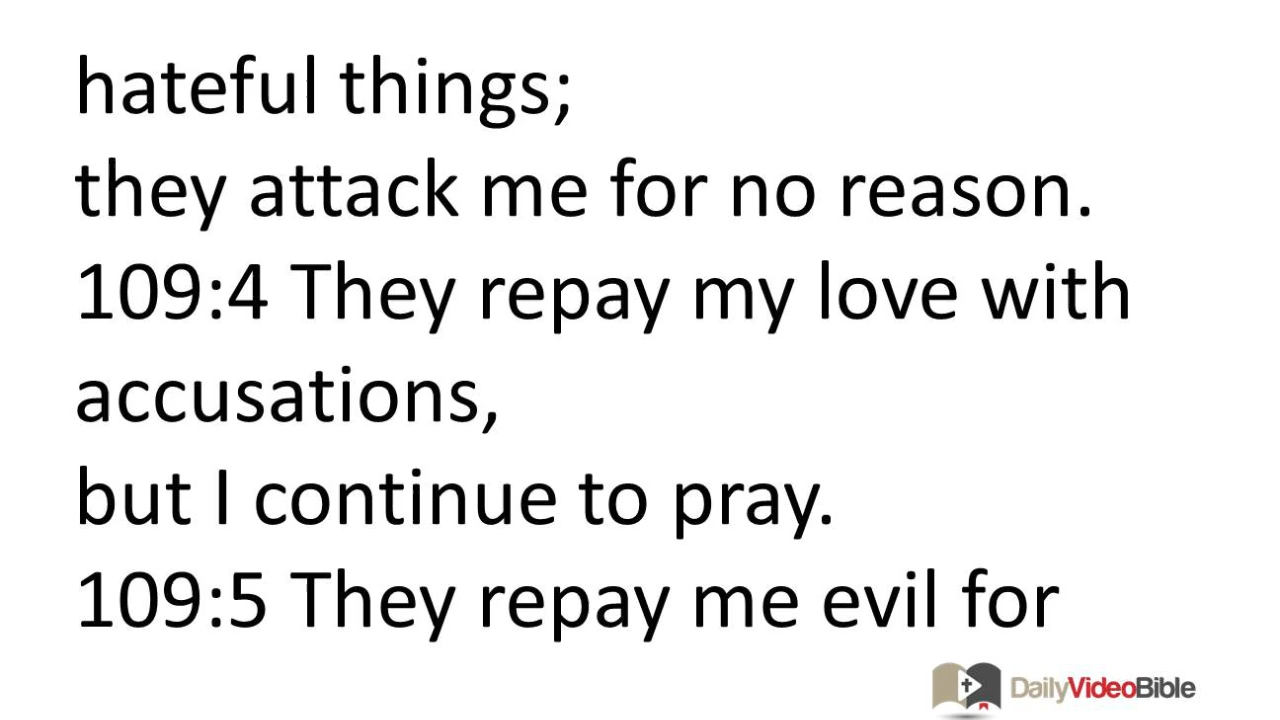 hateful things;
they attack me for no reason.
109:4 They repay my love with
accusations,
but I continue to pray.
109:5 They repay me evil for
DailyVideoBible